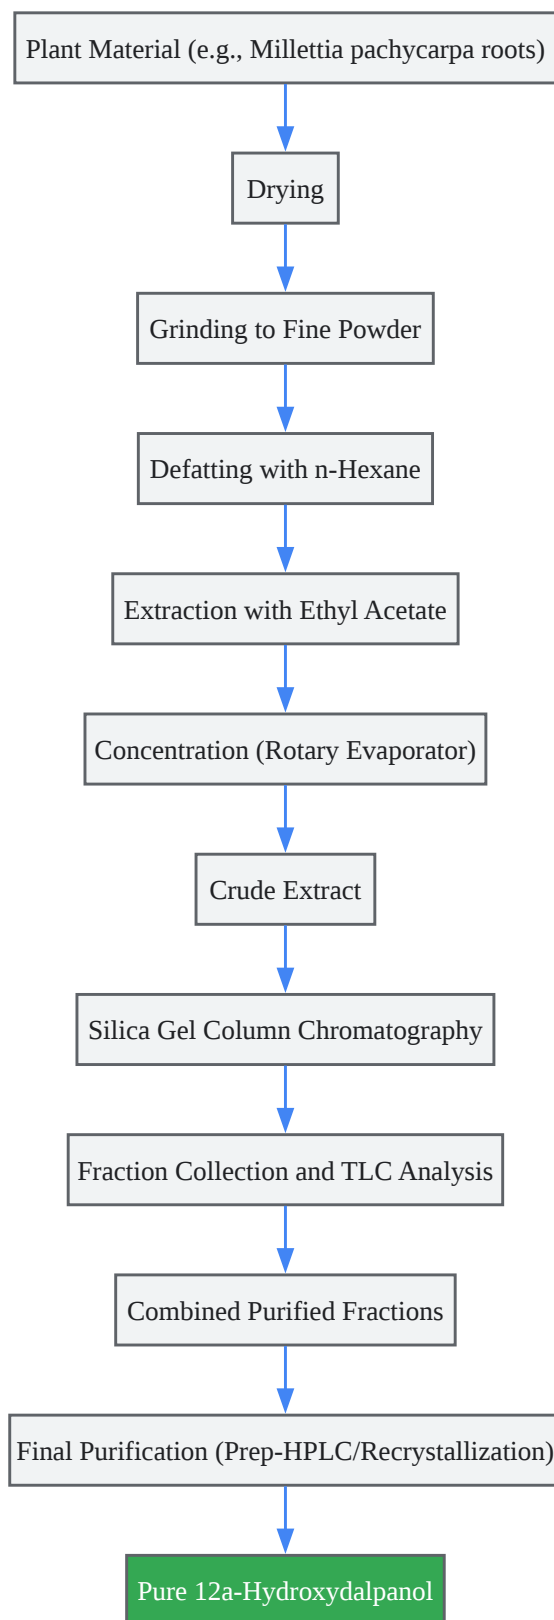 Plant Material (e.g., Millettia pachycarpa roots)
Drying
Grinding to Fine Powder
Defatting with n-Hexane
Extraction with Ethyl Acetate
Concentration (Rotary Evaporator)
Crude Extract
Silica Gel Column Chromatography
Fraction Collection and TLC Analysis
Combined Purified Fractions
Final Purification (Prep-HPLC/Recrystallization)
Pure 12a-Hydroxydalpanol